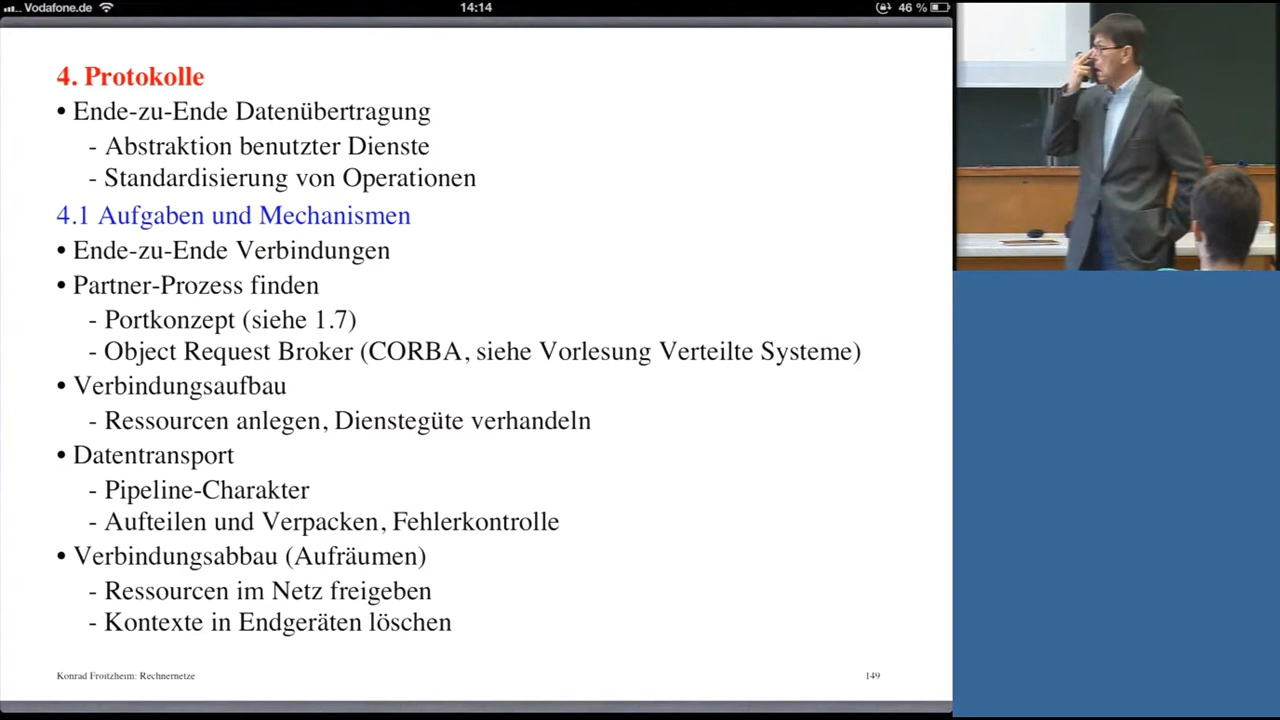 Vodafone.de 14:14 46 %
4. Protokolle
• Ende-zu-Ende Datenübertragung
- Abstraktion benutzter Dienste
- Standardisierung von Operationen
4.1 Aufgaben und Mechanismen
• Ende-zu-Ende Verbindungen
• Partner-Prozess finden
- Portkonzept (siehe 1.7)
- Object Request Broker (CORBA, siehe Vorlesung Verteilte Systeme)
• Verbindungsaufbau
- Ressourcen anlegen, Dienstegüte verhandeln
• Datentransport
- Pipeline-Charakter
- Aufteilen und Verpacken, Fehlerkontrolle
• Verbindungsabbau (Aufräumen)
- Ressourcen im Netz freigeben
- Kontexte in Endgeräten löschen
Konrad Froitzheim: Rechnernetze 149